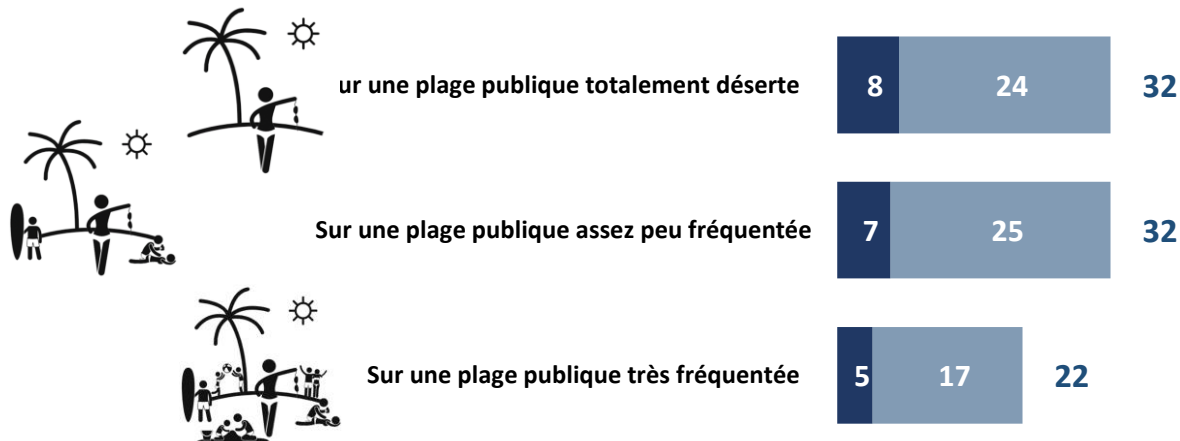 ur une plage publique totalement déserte 8 24 32
Sur une plage publique assez peu fréquentée 7 25 32
Sur une plage publique très fréquentée 5 17 22